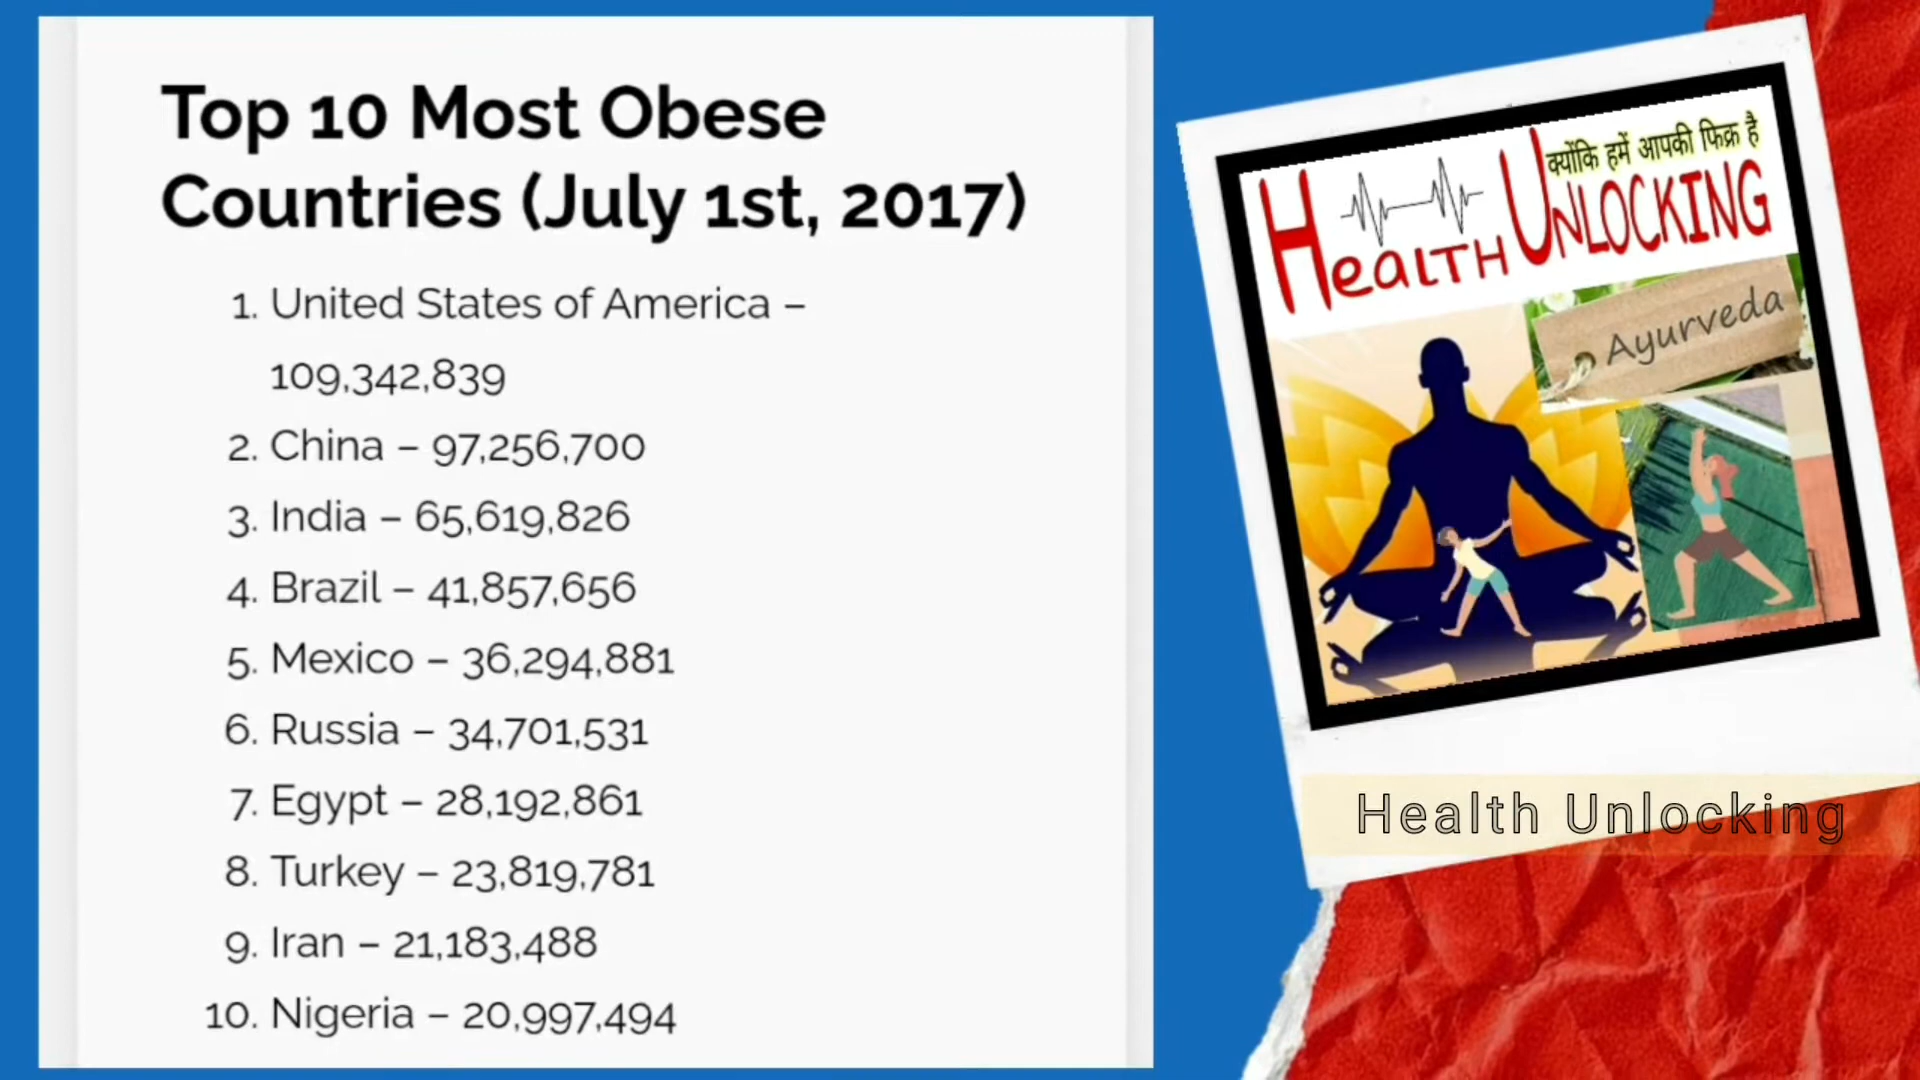 Top 10 Most Obese
Countries (July 1st, 2017)
1. United States of America –
109,342,839
2. China – 97,256,700
3. India – 65,619,826
4. Brazil – 41,857,656
5. Mexico – 36,294,881
6. Russia – 34,701,531
7. Egypt – 28,192,861
8. Turkey – 23,819,781
9. Iran – 21,183,488
10. Nigeria – 20,997,494
क्योंकि हमें आपकी फिक्र है
HeaLTH UNLOCKING
Ayurveda
Health Unlocking